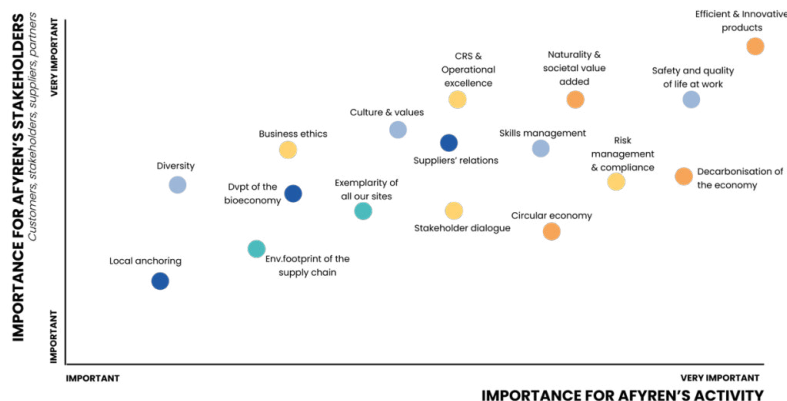 IMPORTANCE FOR AFYREN'S STAKEHOLDERS
Customers, stakeholders, suppliers, partners
VERY IMPORTANT
IMPORTANT
Efficient & Innovative
products
CRS &
Operational
excellence
Naturality &
societal value
added
Safety and quality
of life at work
Culture & values
Business ethics
Suppliers' relations
Skills management
Risk
management
& compliance
Diversity
Dvpt of the
bioeconomy
Exemplarity of
all our sites
Decarbonisation of
the economy
Stakeholder dialogue
Circular economy
Local anchoring
Env.footprint of the
supply chain
IMPORTANT
VERY IMPORTANT
IMPORTANCE FOR AFYREN'S ACTIVITY